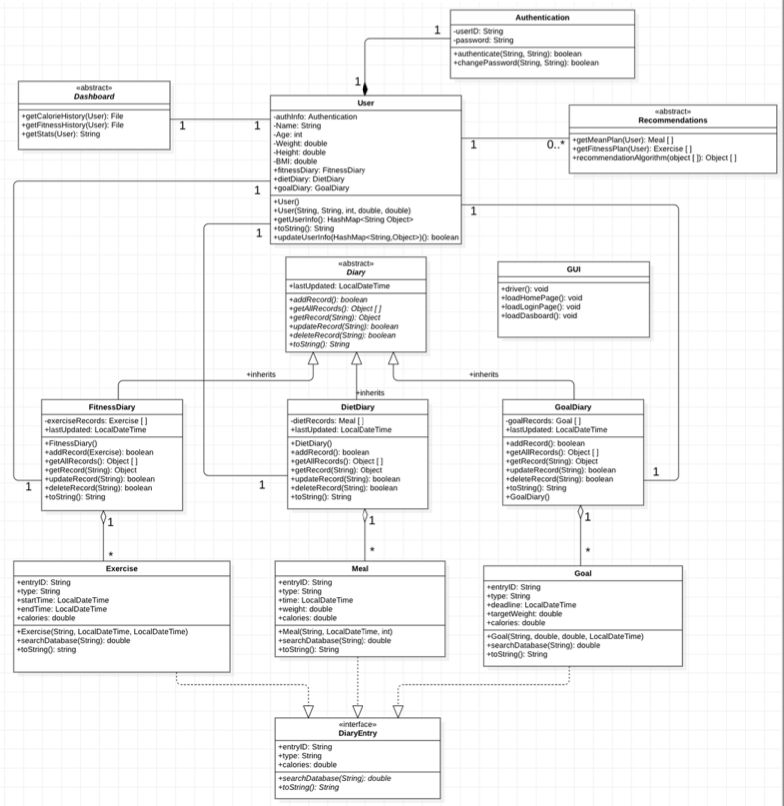 Authentication
-userID: String
-password: String
+authenticate(String, String): boolean
+changePassword(String, String): boolean
1
1
«abstract»
Dashboard
+getCalorieHistory(User): File
+getFitnessHistory(User): File
+getStats(User): String
1
1
User
-authInfo: Authentication
-Name: String
-Age: int
-Weight: double
-Height: double
-BMI: double
+fitnessDiary: FitnessDiary
+dietDiary: DietDiary
+goalDiary: GoalDiary
+User()
+User(String, String, int, double, double)
+getUserInfo(): HashMap<String Object>
+toString(): String
+updateUserInfo(HashMap<String,Object>)(): boolean
1
0..*
«abstract»
Recommendations
+getMeanPlan(User): Meal [ ]
+getFitnessPlan(User): Exercise [ ]
+recommendationAlgorithm(object [ ]): Object [ ]
1
1
1
«abstract»
Diary
+lastUpdated: LocalDateTime
+addRecord(): boolean
+getAllRecords(): Object [ ]
+getRecord(String): Object
+updateRecord(String): boolean
+deleteRecord(String): boolean
+toString(): String
GUI
+driver(): void
+loadHomePage(): void
+loadLoginPage(): void
+loadDasboard(): void
+inherits
+inherits
+inherits
FitnessDiary
-exerciseRecords: Exercise [ ]
+lastUpdated: LocalDateTime
+FitnessDiary()
+addRecord(Exercise): boolean
+getAllRecords(): Object [ ]
+getRecord(String): Object
+updateRecord(String): boolean
+deleteRecord(String): boolean
+toString(): String
1
1
*
DietDiary
-dietRecords: Meal [ ]
+lastUpdated: LocalDateTime
+DietDiary()
+addRecord(): boolean
+getAllRecords(): Object [ ]
+getRecord(String): Object
+updateRecord(String): boolean
+deleteRecord(String): boolean
+toString(): String
1
1
*
GoalDiary
-goalRecords: Goal [ ]
+lastUpdated: LocalDateTime
+addRecord(): boolean
+getAllRecords(): Object [ ]
+getRecord(String): Object
+updateRecord(String): boolean
+deleteRecord(String): boolean
+toString(): String
+GoalDiary()
1
1
*
Exercise
+entryID: String
+type: String
+startTime: LocalDateTime
+endTime: LocalDateTime
+calories: double
+Exercise(String, LocalDateTime, LocalDateTime)
+searchDatabase(String): double
+toString(): string
Meal
+entryID: String
+type: String
+time: LocalDateTime
+weight: double
+calories: double
+Meal(String, LocalDateTime, int)
+searchDatabase(String): double
+toString(): String
Goal
+entryID: String
+type: String
+deadline: LocalDateTime
+targetWeight: double
+calories: double
+Goal(String, double, double, LocalDateTime)
+searchDatabase(String): double
+toString(): String
«interface»
DiaryEntry
+entryID: String
+type: String
+calories: double
+searchDatabase(String): double
+toString(): String